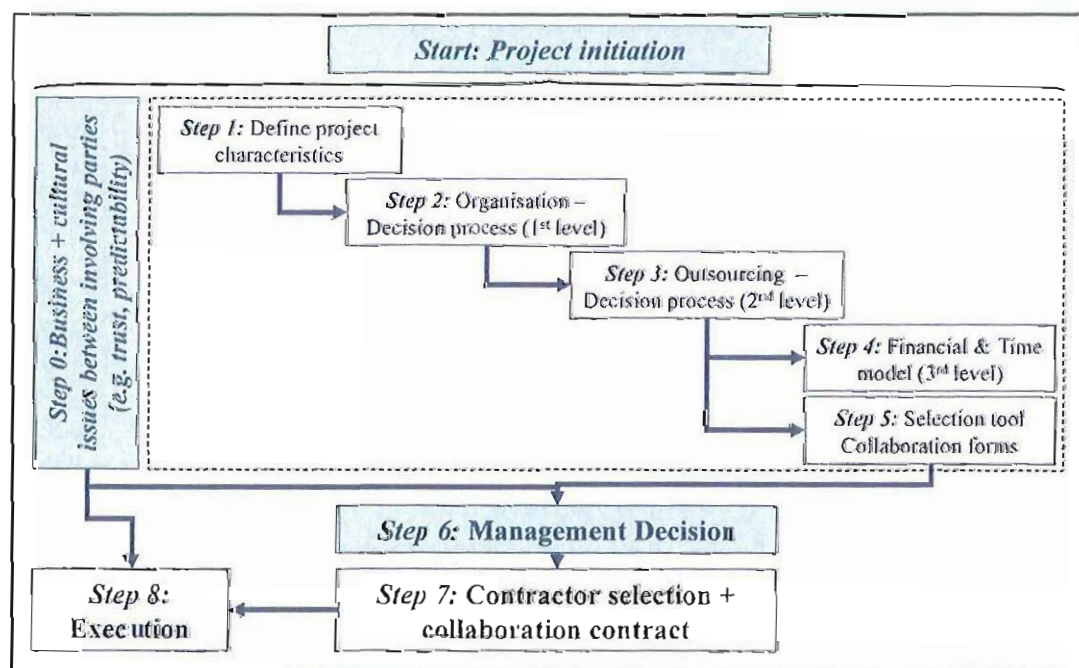 Start: Project initiation
Step 0:Business + cultural
issues between involving parties
(e.g. trust, predictability)
Step 1: Define project
characteristics
Step 2: Organisation –
Decision process (1st level)
Step 3: Outsourcing –
Decision process (2nd level)
Step 4: Financial & Time
model (3rd level)
Step 5: Selection tool
Collaboration forms
Step 6: Management Decision
Step 7: Contractor selection +
collaboration contract
Step 8:
Execution